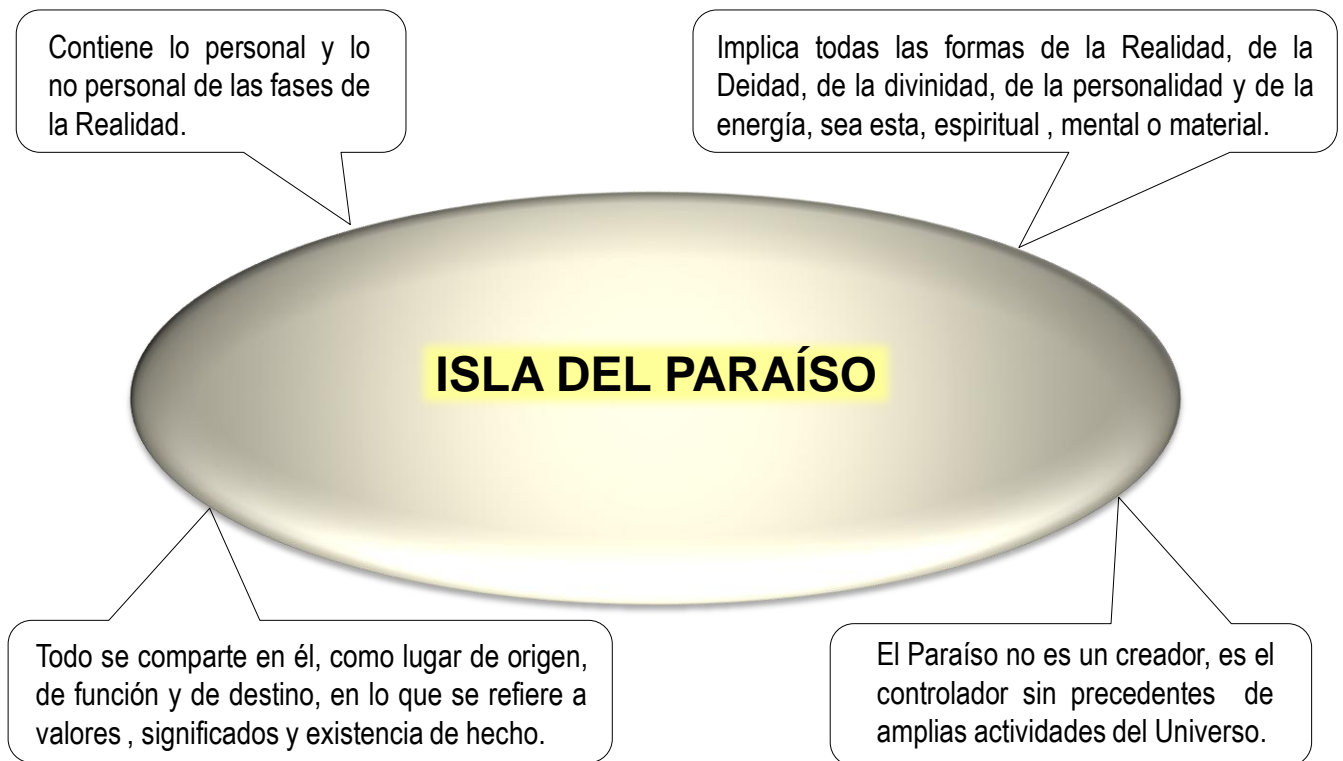 Contiene lo personal y lo
no personal de las fases de
la Realidad.
Implica todas las formas de la Realidad, de la
Deidad, de la divinidad, de la personalidad y de la
energía, sea esta, espiritual , mental o material.
ISLA DEL PARAÍSO
Todo se comparte en él, como lugar de origen,
de función y de destino, en lo que se refiere a
valores , significados y existencia de hecho.
El Paraíso no es un creador, es el
controlador sin precedentes de
amplias actividades del Universo.